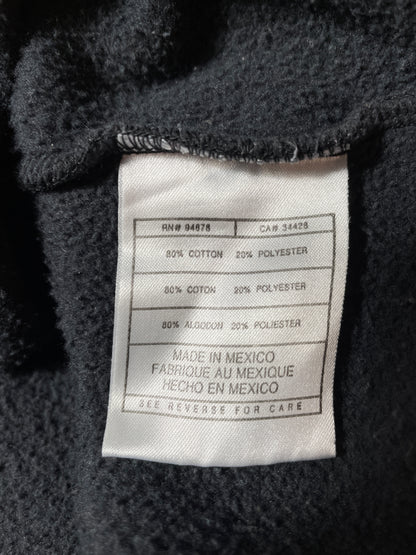 RN# 94678 CA# 34426
80% COTTON 20% POLYESTER
80% COTON 20% POLYESTER
80% ALGODON 20% POLIESTER
MADE IN MEXICO
FABRIQUE AU MEXIQUE
HECHO EN MEXICO
SEE REVERSE FOR CARE